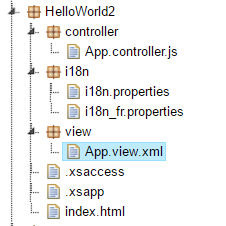 HelloWorld2
controller
App.controller.js
i18n
i18n.properties
i18n_fr.properties
view
App.view.xml
.xsaccess
.xsapp
index.html